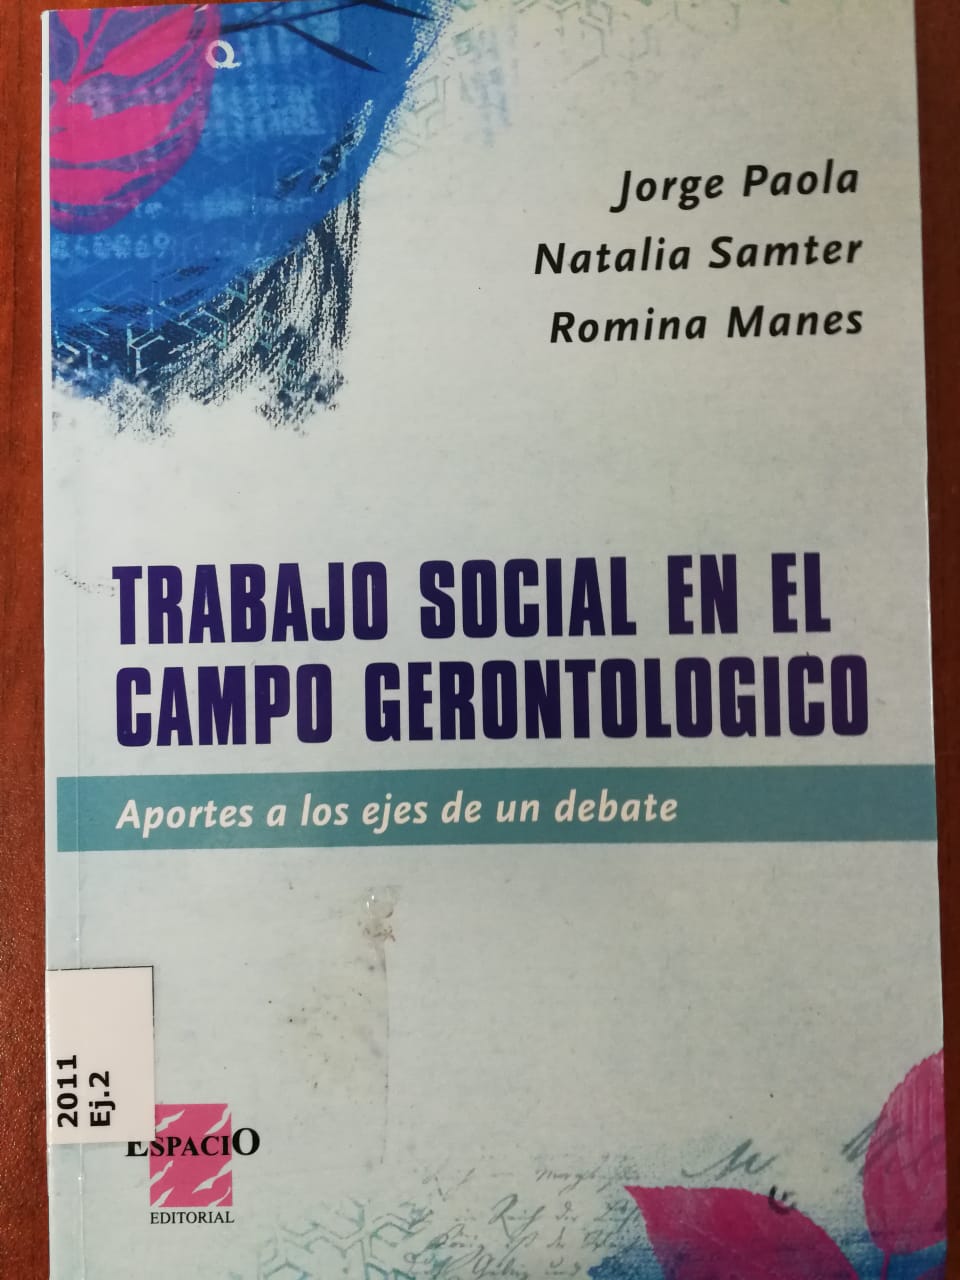 Jorge Paola
Natalia Samter
Romina Manes
TRABAJO SOCIAL EN EL
CAMPO GERONTOLOGICO
Aportes a los ejes de un debate
2011
Ej.2
ESPACIO
EDITORIAL